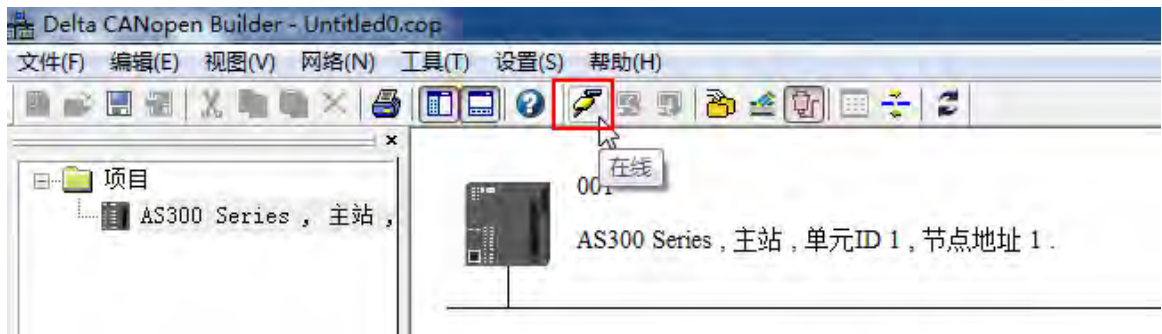 Delta CANopen Builder - Untitled0.cop
文件(F) 编辑(E) 视图(V) 网络(N) 工具(T) 设置(S) 帮助(H)
项目
AS300 Series , 主站 ,
在线
001
AS300 Series , 主站 , 单元ID 1 , 节点地址 1 .